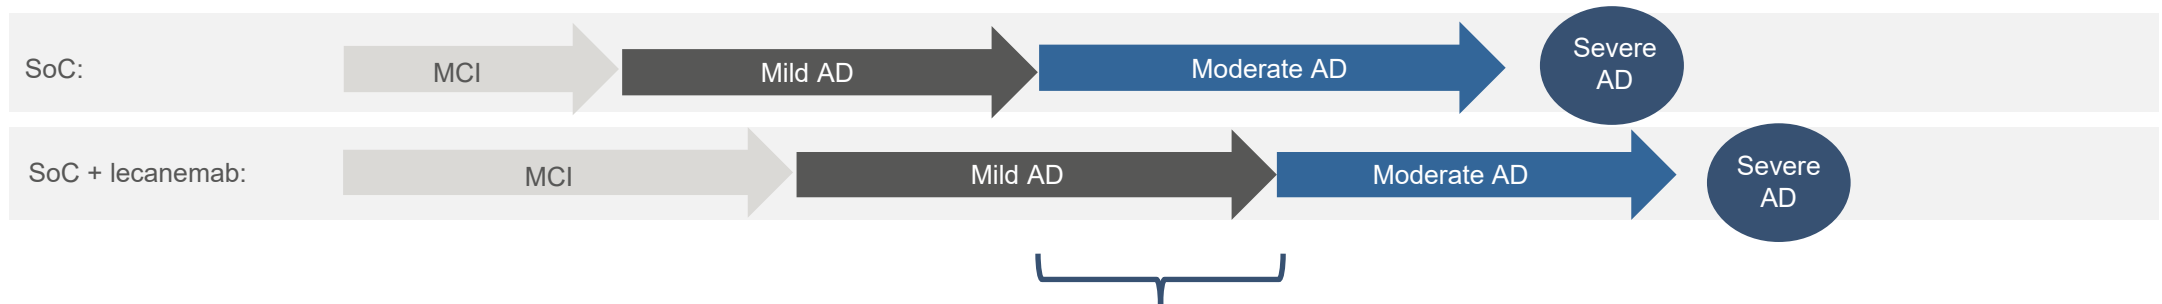 SoC:
MCI
Mild AD
Moderate AD
Severe
AD
SoC + lecanemab:
MCI
Mild AD
Moderate AD
Severe
AD